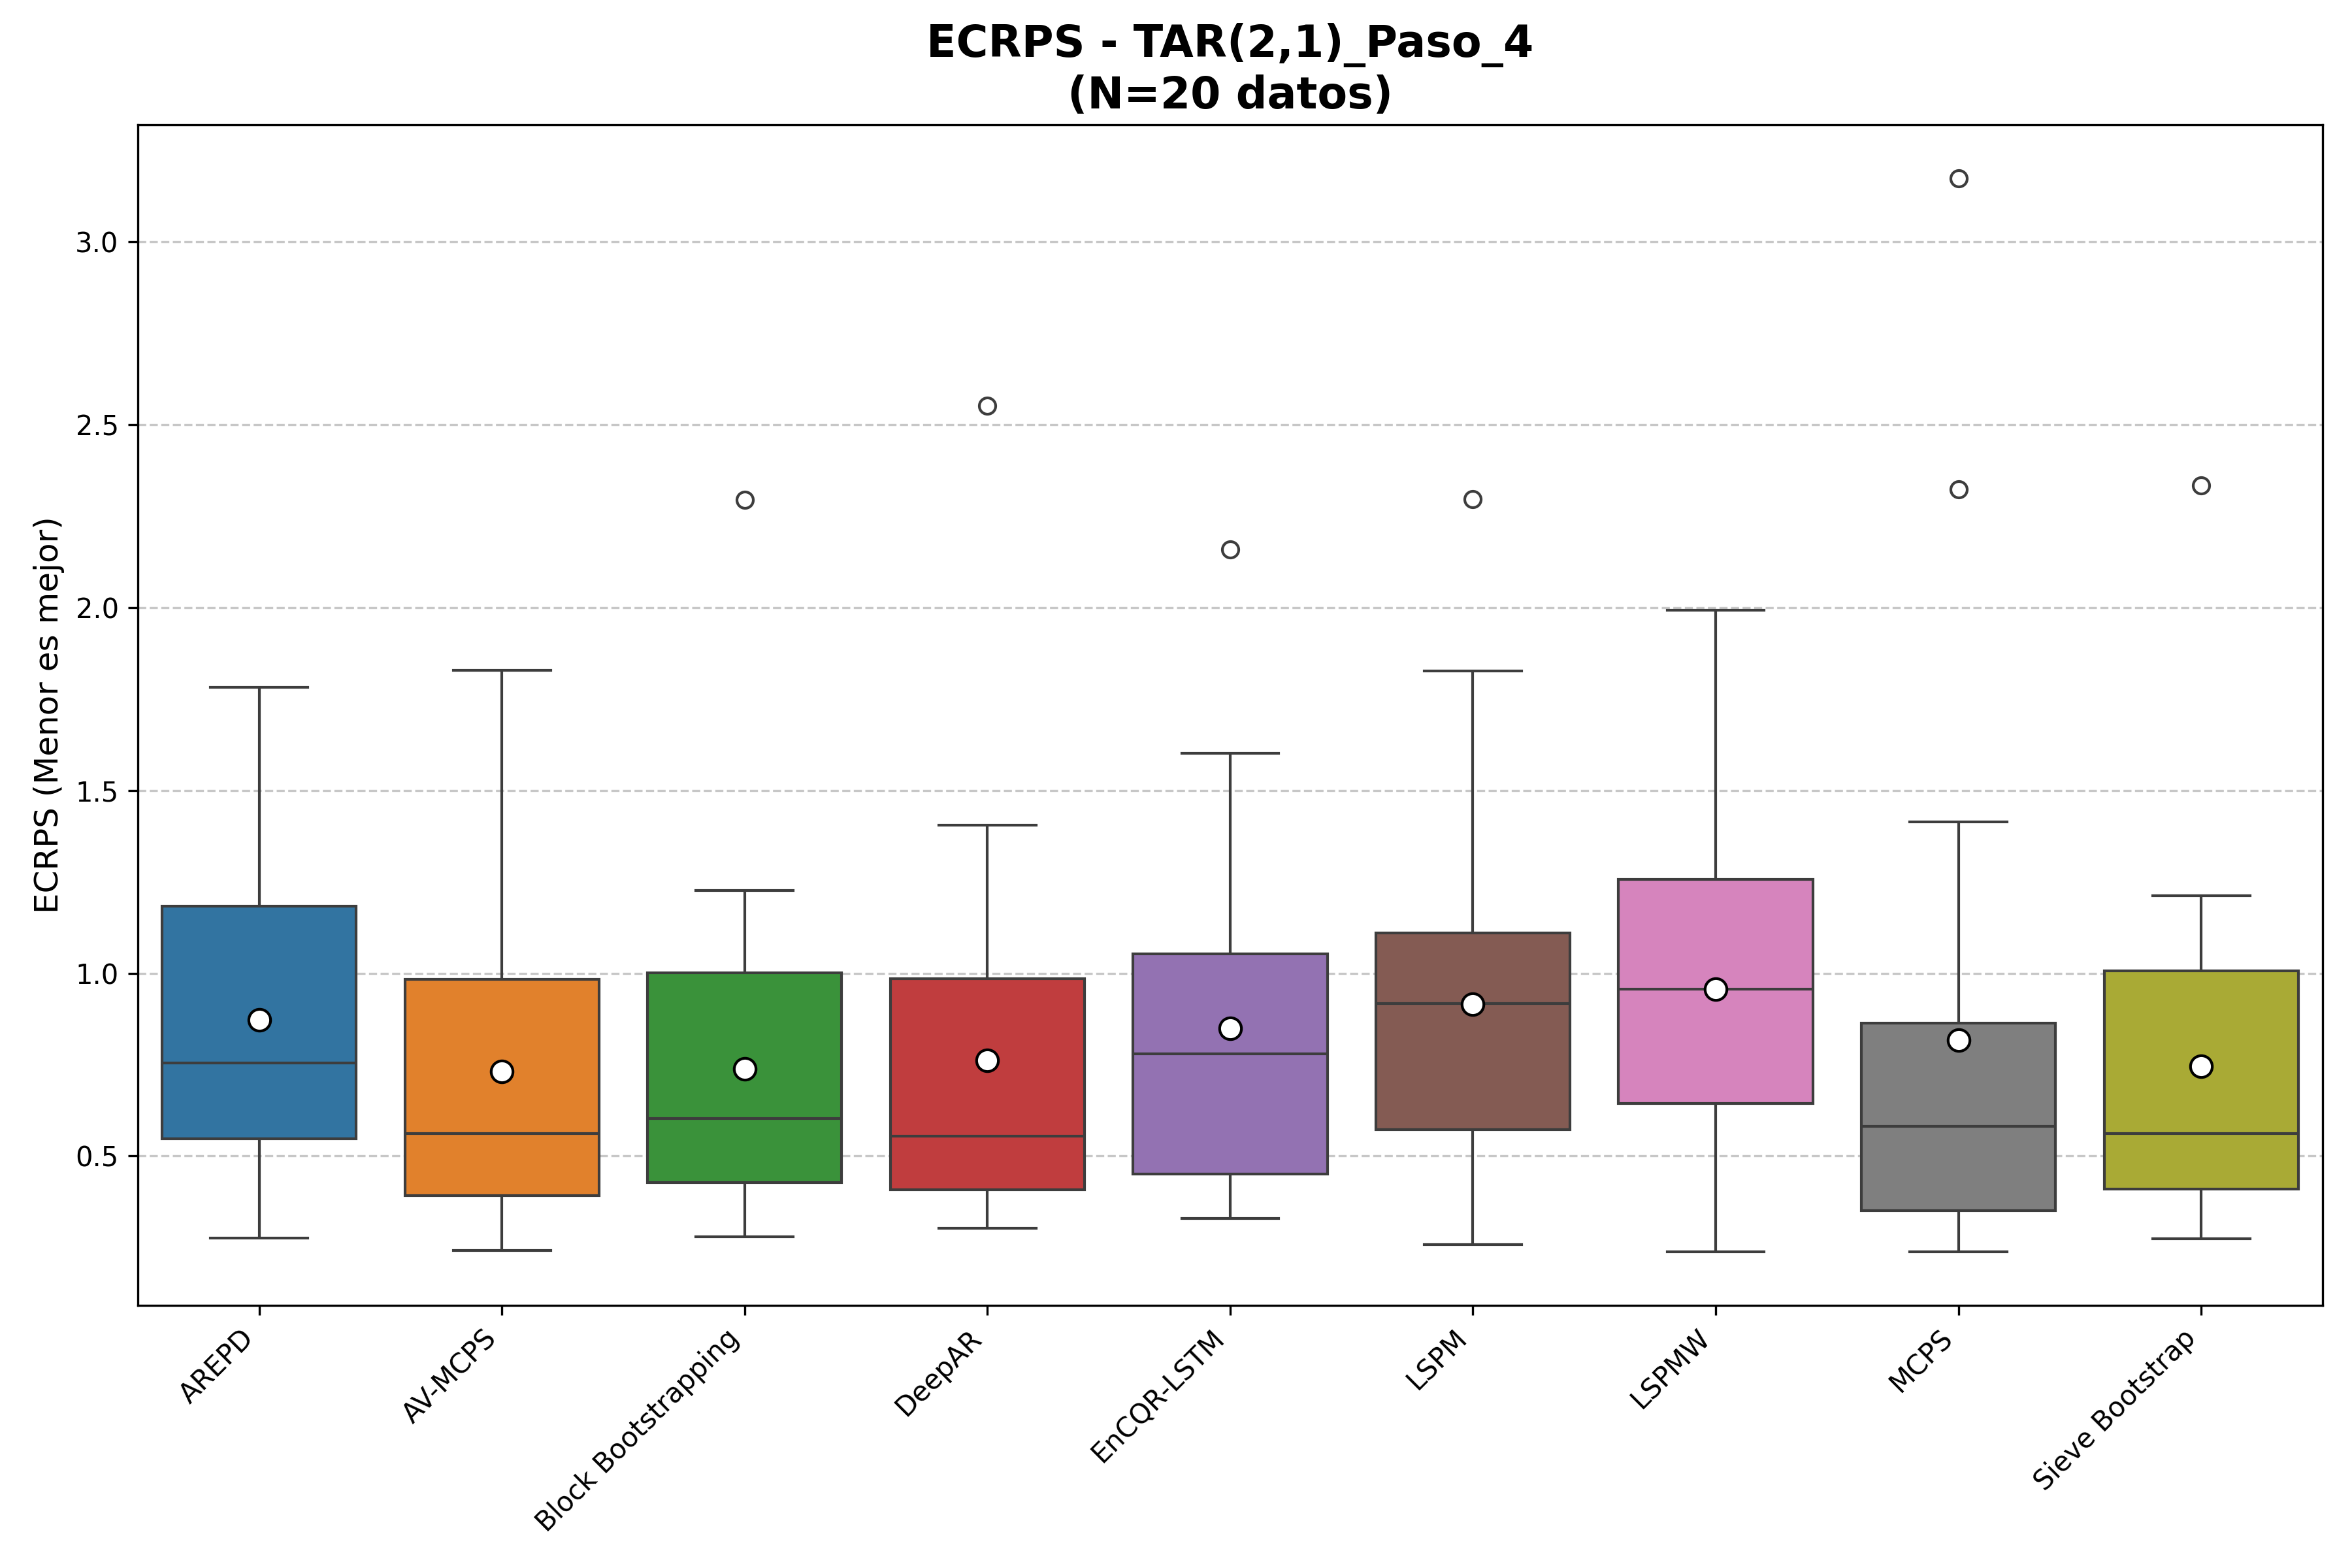 ECRPS - TAR(2,1)_Paso_4
(N=20 datos)
ECRPS (Menor es mejor)
3.0
2.5
2.0
1.5
1.0
0.5
AREPD
AV-MCPS
Block Bootstrapping
DeepAR
EnCQR-LSTM
LSPM
LSPMW
MCPS
Sieve Bootstrap